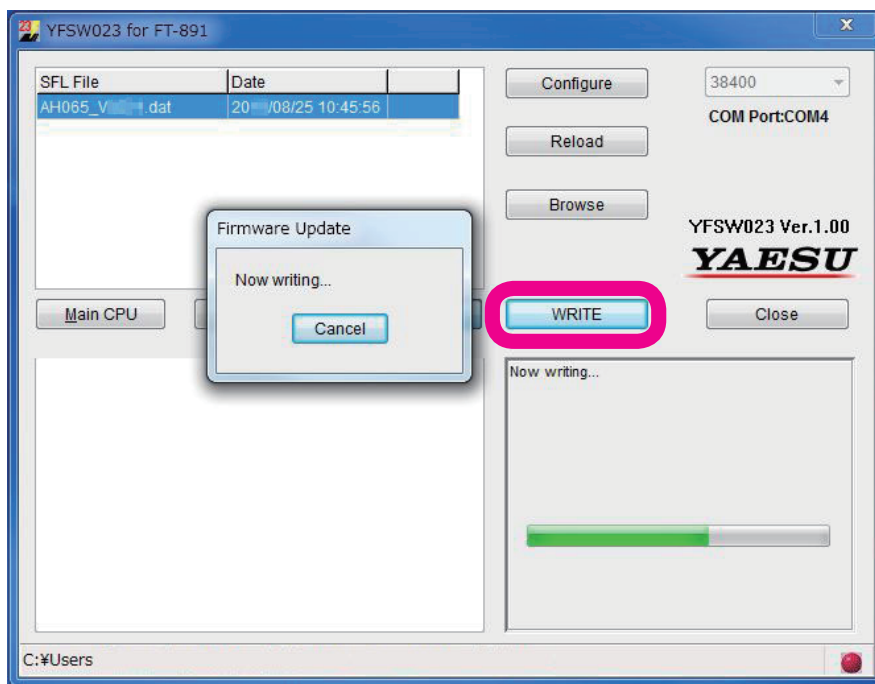 23
YFSW023 for FT-891
x
SFL File Date
AH065_V .dat 20 /08/25 10:45:56
Configure
38400
COM Port:COM4
Reload
Browse
YFSW023 Ver.1.00
YAESU
Firmware Update
Now writing...
Cancel
Main CPU
WRITE
Close
Now writing...
C:¥Users